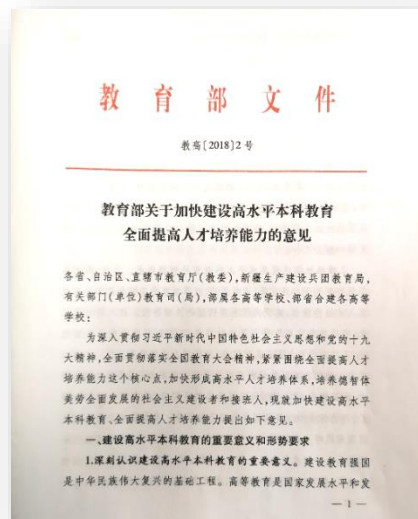 教育部文件
教高〔2018〕2号
教育部关于加快建设高水平本科教育
全面提高人才培养能力的意见
各省、自治区、直辖市教育厅(教委),新疆生产建设兵团教育局,
有关部门(单位)教育司(局),部属各高等学校、部省合建各高等
学校:
为深入贯彻习近平新时代中国特色社会主义思想和党的十九
大精神,全面贯彻落实全国教育大会精神,紧紧围绕全面提高人才
培养能力这个核心点,加快形成高水平人才培养体系,培养德智体
美劳全面发展的社会主义建设者和接班人,现就加快建设高水平
本科教育、全面提高人才培养能力提出如下意见。
一、建设高水平本科教育的重要意义和形势要求
1.深刻认识建设高水平本科教育的重要意义。建设教育强国
是中华民族伟大复兴的基础工程。高等教育是国家发展水平和发
— 1 —